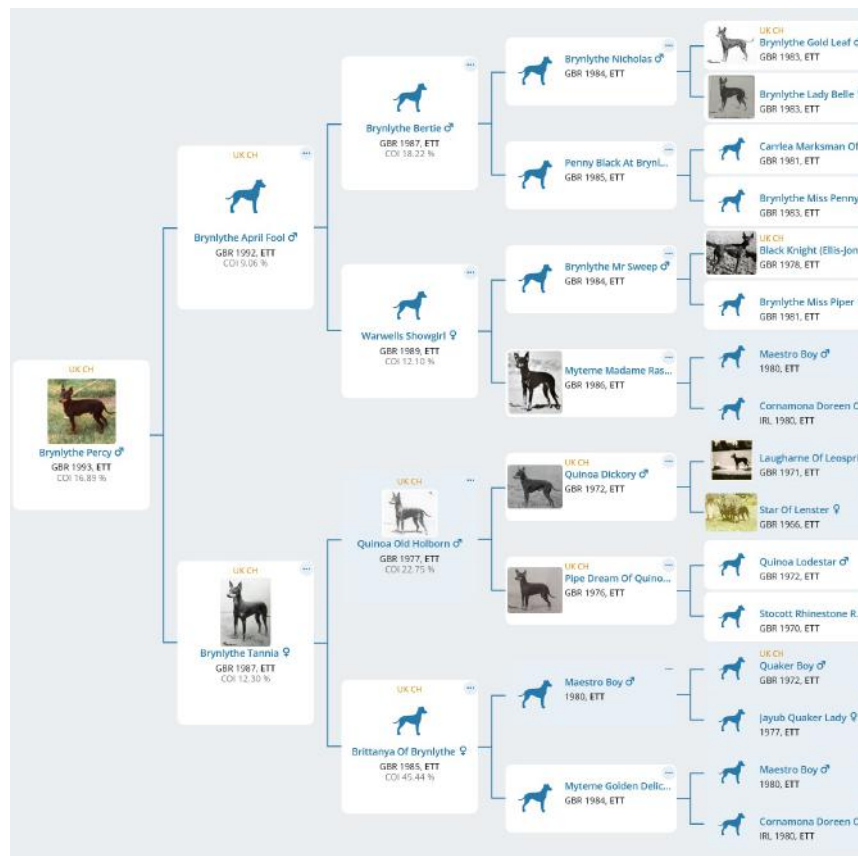 UK CH
Brynlythe Percy ♂
GBR 1993, ETT
COI 16.89 %
UK CH
Brynlythe April Fool ♂
GBR 1992, ETT
COI 9.06 %
UK CH
Brynlythe Tannia ♀
GBR 1987, ETT
COI 12.30 %
Brynlythe Bertie ♂
GBR 1987, ETT
COI 18.22 %
Warwells Showgirl ♀
GBR 1989, ETT
COI 12.10 %
UK CH
Quinoa Old Holborn ♂
GBR 1977, ETT
COI 22.75 %
UK CH
Brittanya Of Brynlythe ♀
GBR 1985, ETT
COI 45.44 %
Brynlythe Nicholas ♂
GBR 1984, ETT
Penny Black At Brynl...
GBR 1985, ETT
Brynlythe Mr Sweep ♂
GBR 1984, ETT
Myterne Madame Ras...
GBR 1986, ETT
UK CH
Quinoa Dickory ♂
GBR 1972, ETT
UK CH
Pipe Dream Of Quino...
GBR 1976, ETT
Maestro Boy ♂
1980, ETT
Myterne Golden Delic...
GBR 1984, ETT
UK CH
Brynlythe Gold Leaf ♂
GBR 1983, ETT
Brynlythe Lady Belle
GBR 1983, ETT
Carrlea Marksman Of
GBR 1981, ETT
Brynlythe Miss Penny
GBR 1983, ETT
UK CH
Black Knight (Ellis-Jon
GBR 1978, ETT
Brynlythe Miss Piper
GBR 1981, ETT
Maestro Boy ♂
1980, ETT
Cornamona Doreen
IRL 1980, ETT
Laugharne Of Leospri
GBR 1971, ETT
Star Of Lenster ♀
GBR 1966, ETT
Quinoa Lodestar ♂
GBR 1972, ETT
Stocott Rhinestone R.
GBR 1970, ETT
UK CH
Quaker Boy ♂
GBR 1972, ETT
Jayub Quaker Lady ♀
1977, ETT
Maestro Boy ♂
1980, ETT
Cornamona Doreen
IRL 1980, ETT